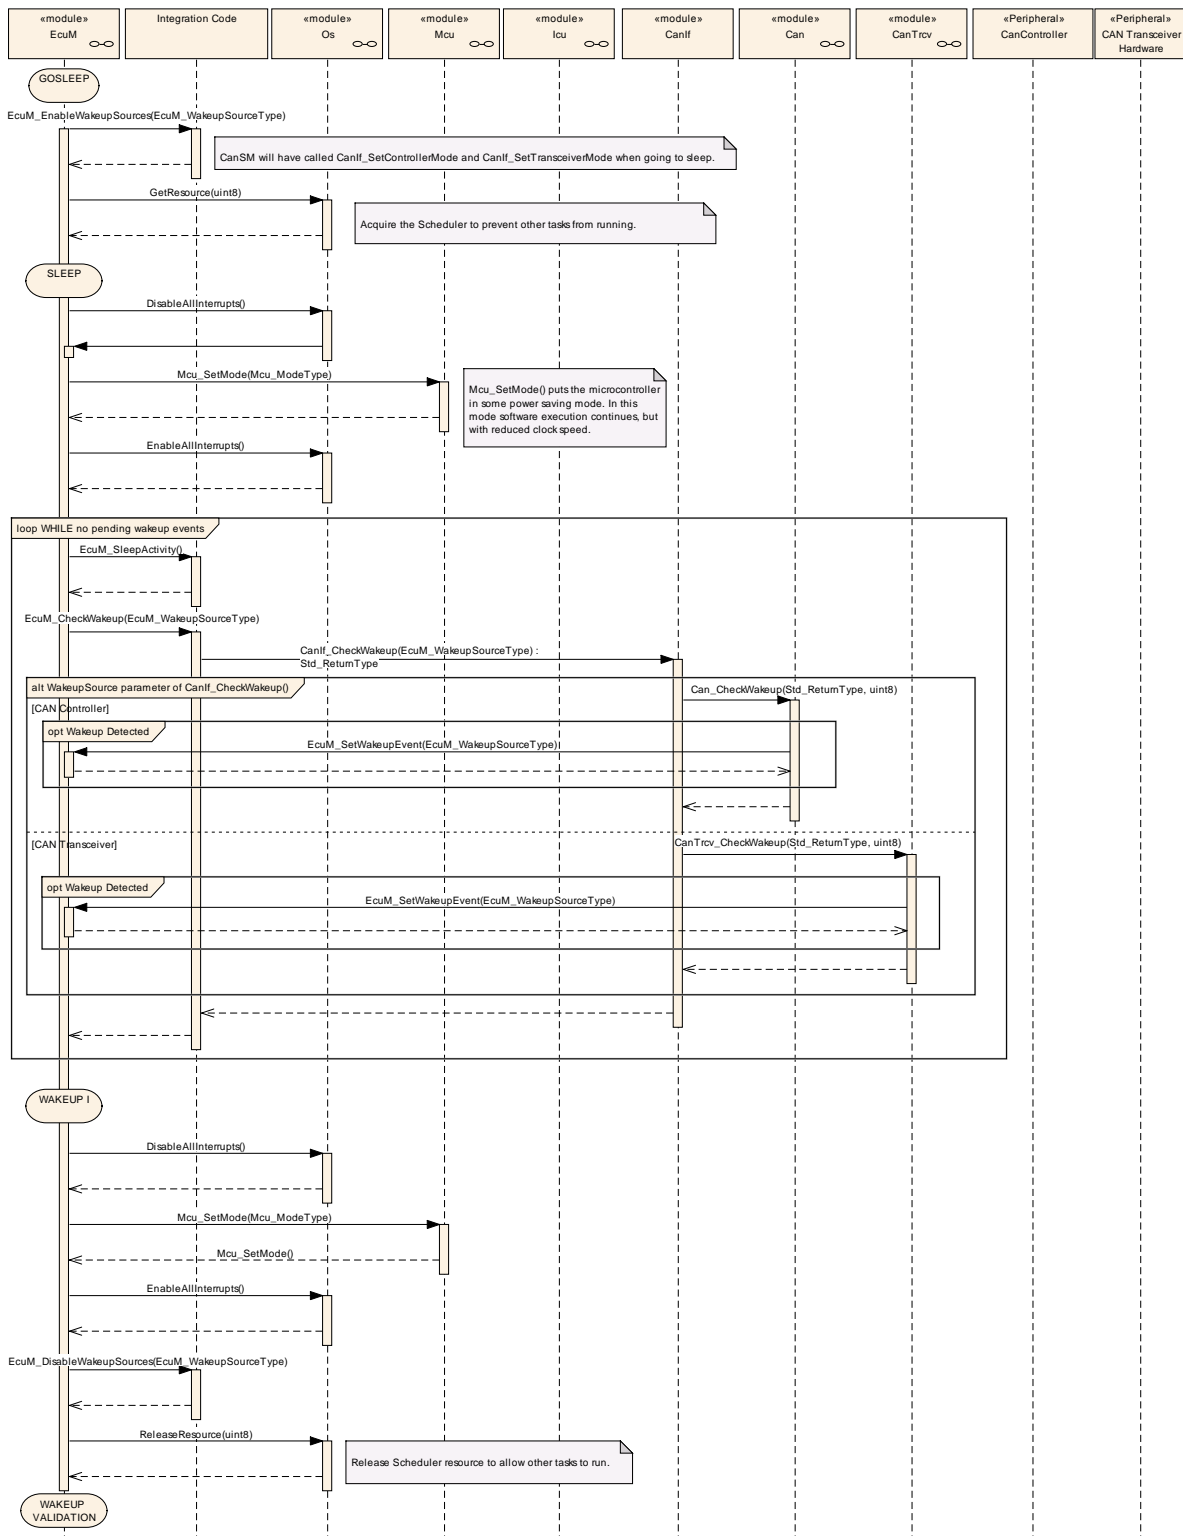 «module»
EcuM
Integration Code
«module»
Os
«module»
Mcu
«module»
Icu
«module»
CanIf
«module»
Can
«module»
CanTrcv
«Peripheral»
CanController
«Peripheral»
CAN Transceiver
Hardware
GOSLEEP
EcuM_EnableWakeupSources(EcuM_WakeupSourceType)
CanSM will have called CanIf_SetControllerMode and CanIf_SetTransceiverMode when going to sleep.
GetResource(uint8)
Acquire the Scheduler to prevent other tasks from running.
SLEEP
DisableAllInterrupts()
Mcu_SetMode(Mcu_ModeType)
Mcu_SetMode() puts the microcontroller
in some power saving mode. In this
mode software execution continues, but
with reduced clock speed.
EnableAllInterrupts()
loop WHILE no pending wakeup events
EcuM_SleepActivity()
EcuM_CheckWakeup(EcuM_WakeupSourceType)
CanIf_CheckWakeup(EcuM_WakeupSourceType) :
Std_ReturnType
alt WakeupSource parameter of CanIf_CheckWakeup()
Can_CheckWakeup(Std_ReturnType, uint8)
[CAN Controller]
opt Wakeup Detected
EcuM_SetWakeupEvent(EcuM_WakeupSourceType)
[CAN Transceiver]
CanTrcv_CheckWakeup(Std_ReturnType, uint8)
opt Wakeup Detected
EcuM_SetWakeupEvent(EcuM_WakeupSourceType)
WAKEUP I
DisableAllInterrupts()
Mcu_SetMode(Mcu_ModeType)
Mcu_SetMode()
EnableAllInterrupts()
EcuM_DisableWakeupSources(EcuM_WakeupSourceType)
ReleaseResource(uint8)
Release Scheduler resource to allow other tasks to run.
WAKEUP
VALIDATION